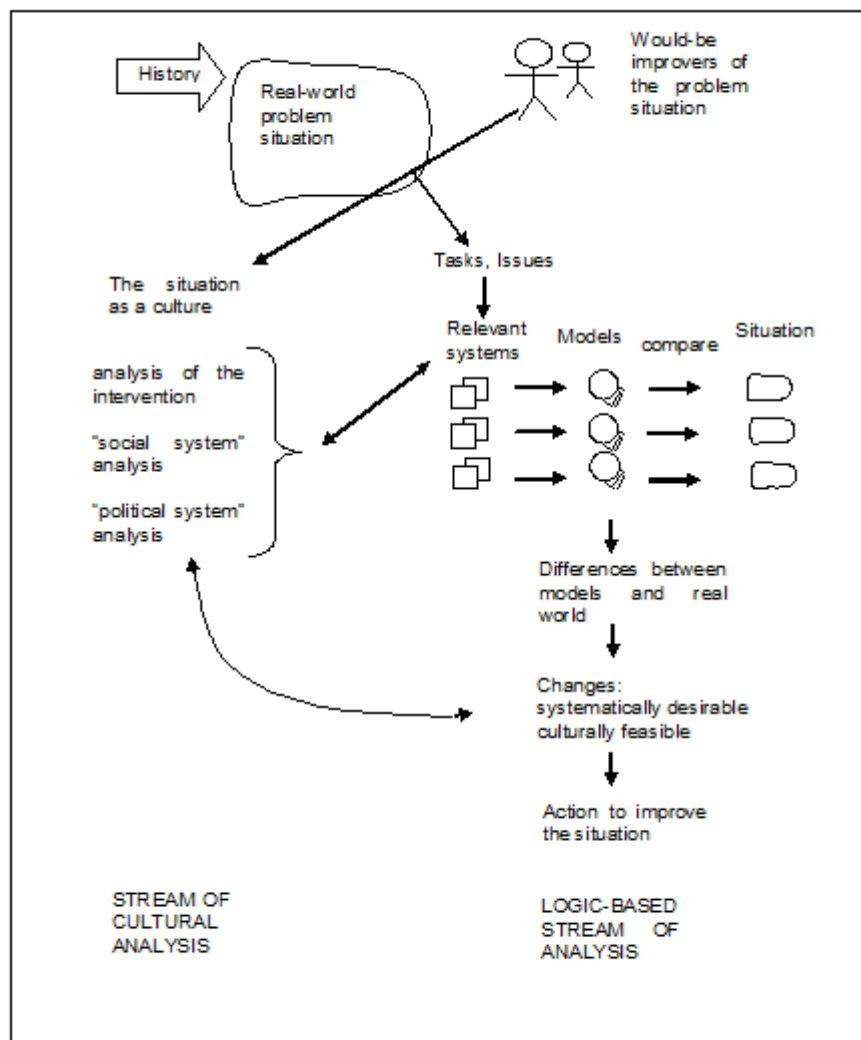 History
Real-world
problem
situation
Would-be
improvers of
the problem
situation
Tasks, Issues
The situation
as a culture
Relevant
systems
Models
compare
Situation
analysis of the
intervention
"social system"
analysis
"political system"
analysis
Differences between
models and real
world
Changes:
systematically desirable
culturally feasible
Action to improve
the situation
STREAM OF
CULTURAL
ANALYSIS
LOGIC-BASED
STREAM OF
ANALYSIS